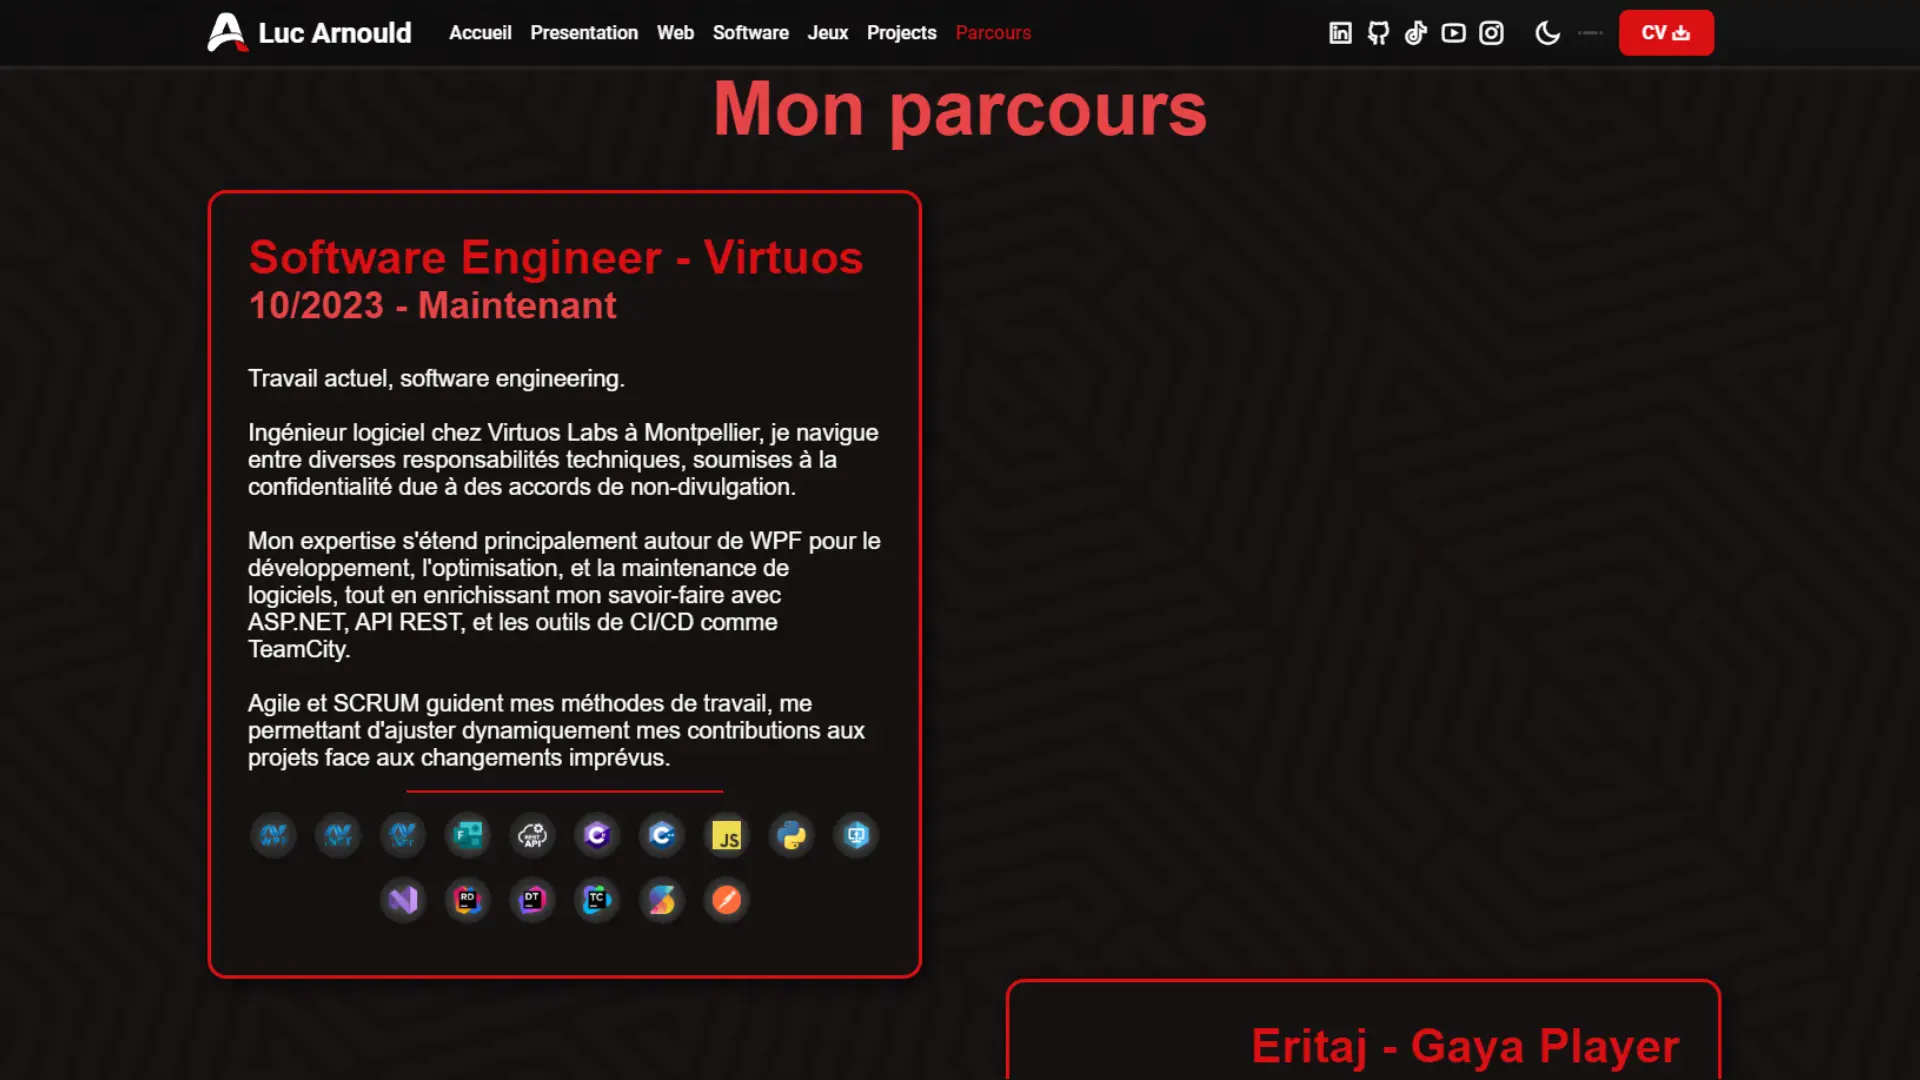 Luc Arnould
Accueil Presentation Web Software Jeux Projects Parcours
CV
Mon parcours
Software Engineer - Virtuos
10/2023 - Maintenant
Travail actuel, software engineering.
Ingénieur logiciel chez Virtuos Labs à Montpellier, je navigue
entre diverses responsabilités techniques, soumises à la
confidentialité due à des accords de non-divulgation.
Mon expertise s'étend principalement autour de WPF pour le
développement, l'optimisation, et la maintenance de
logiciels, tout en enrichissant mon savoir-faire avec
ASP.NET, API REST, et les outils de CI/CD comme
TeamCity.
Agile et SCRUM guident mes méthodes de travail, me
permettant d'ajuster dynamiquement mes contributions aux
projets face aux changements imprévus.
F REST API JS
RD DT TC
Eritaj - Gaya Player